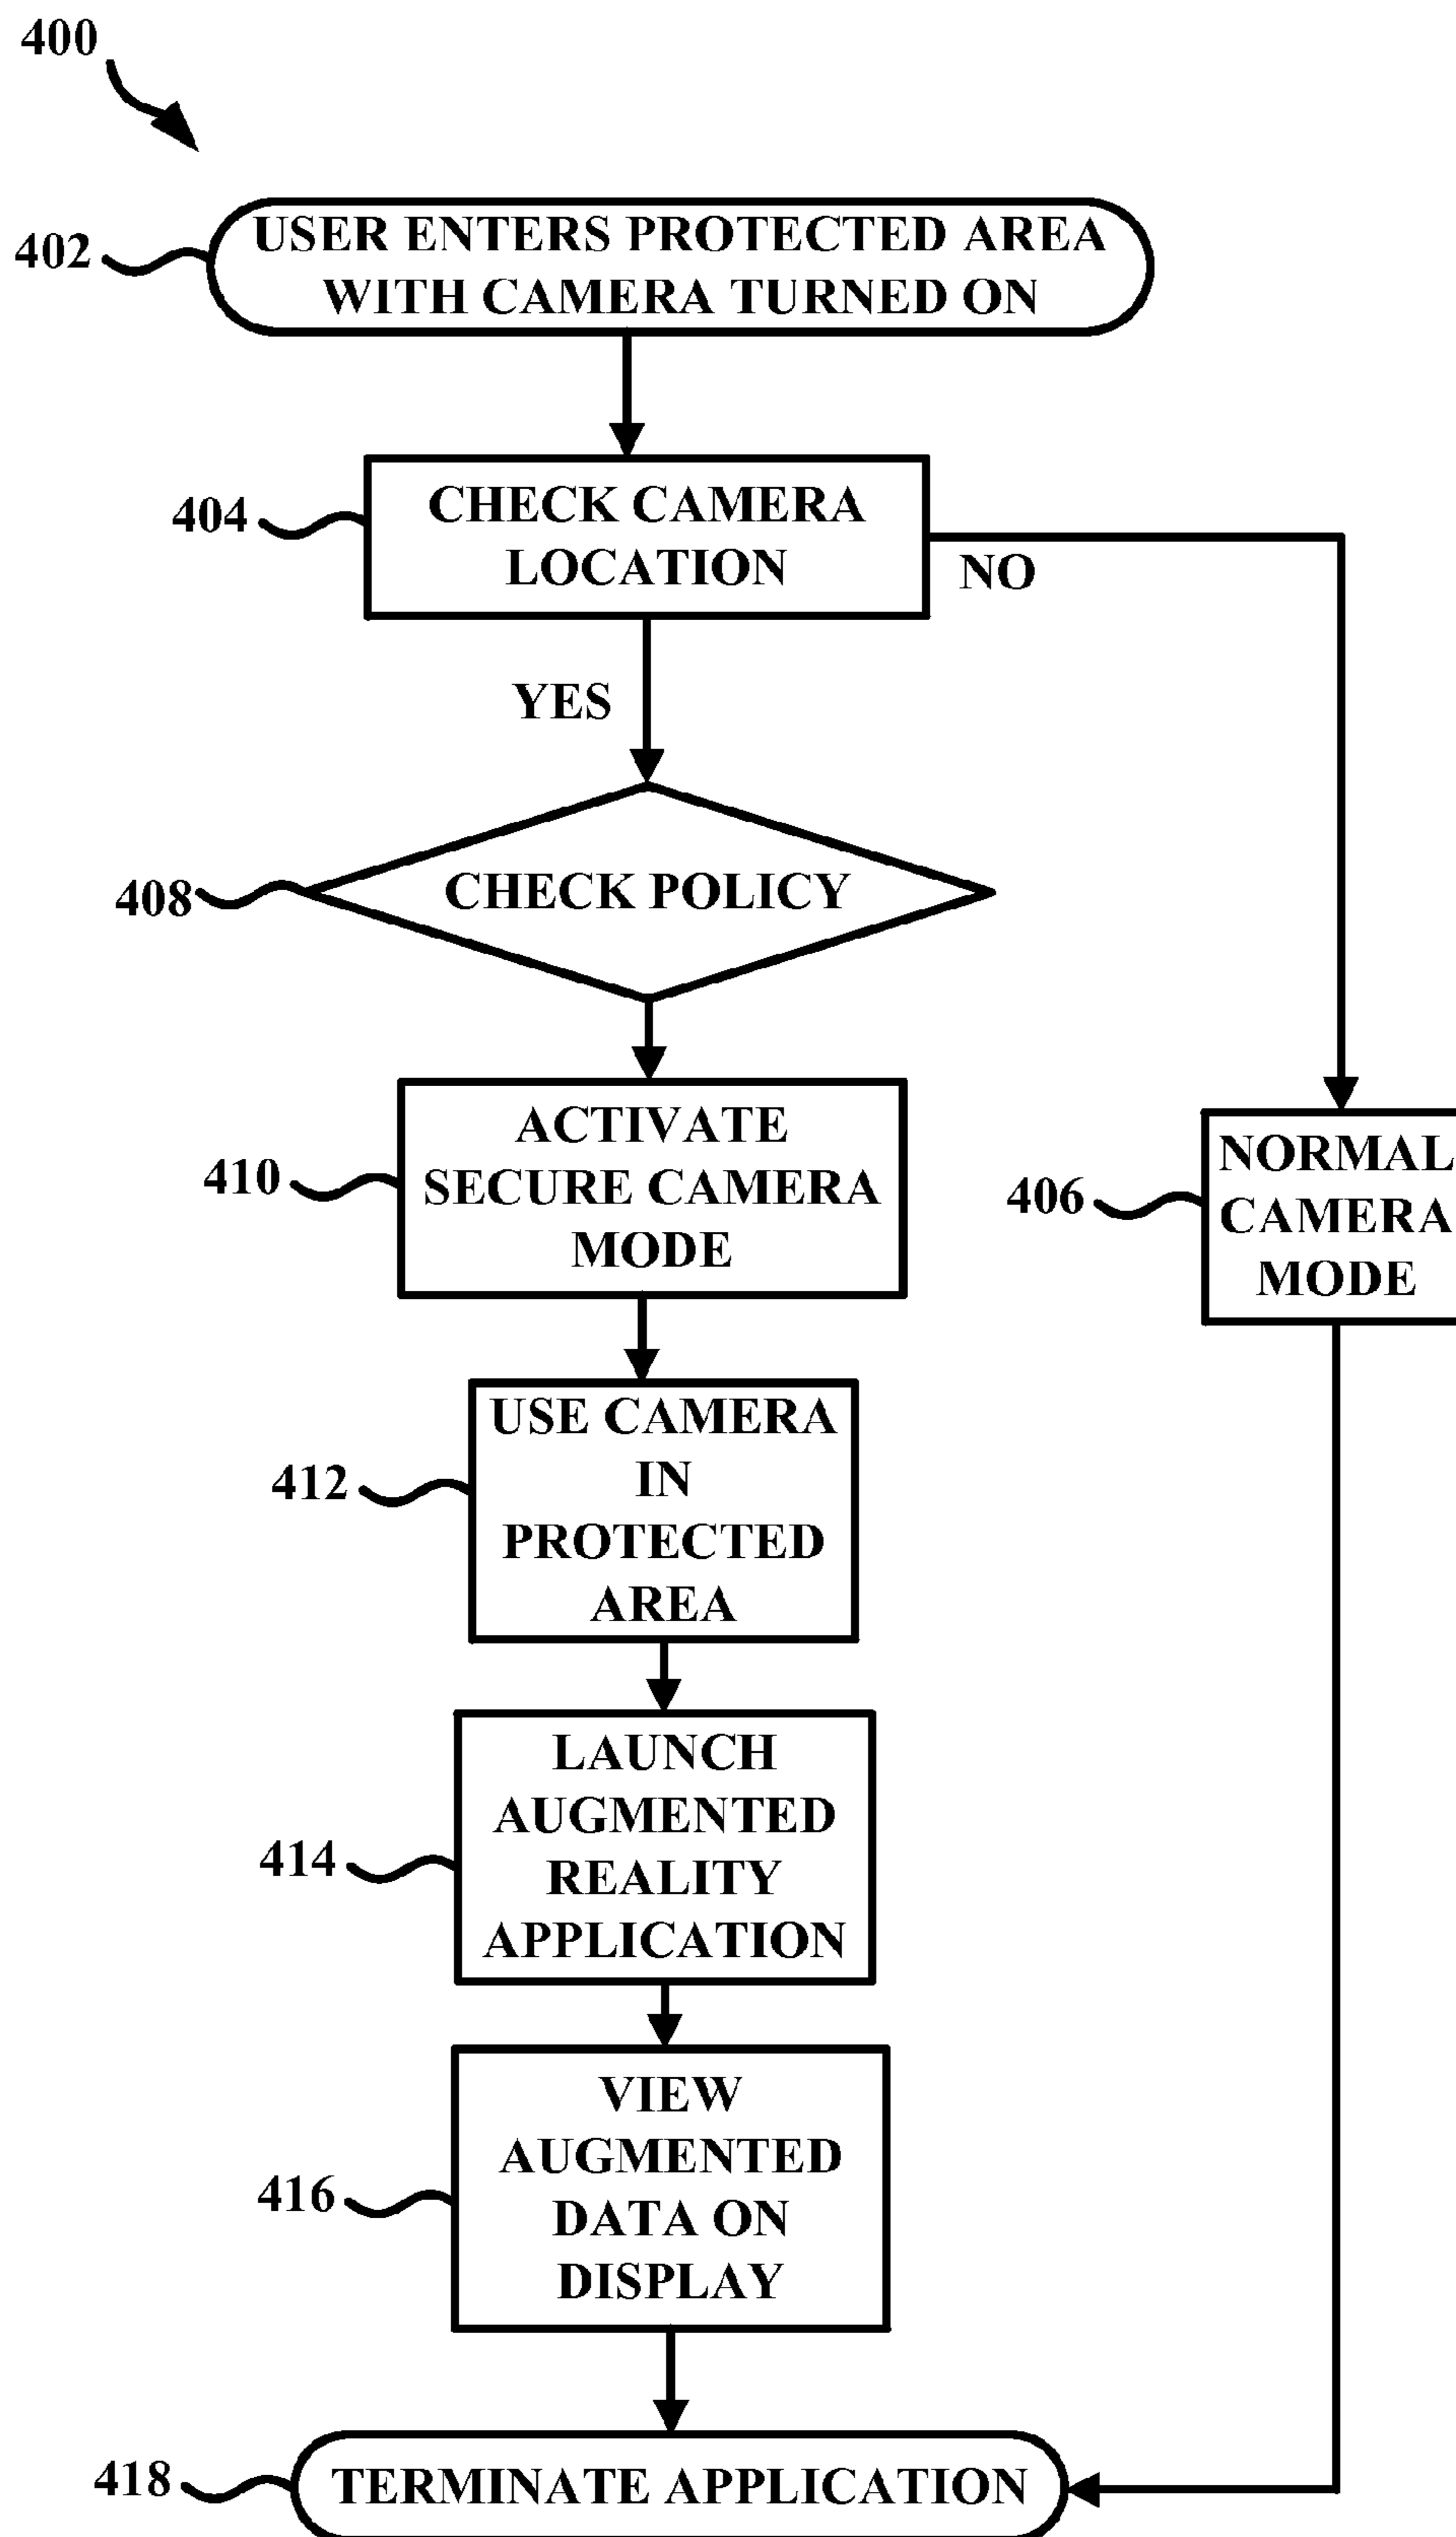 400
402
USER ENTERS PROTECTED AREA
WITH CAMERA TURNED ON
404
CHECK CAMERA
LOCATION
NO
YES
408
CHECK POLICY
410
ACTIVATE
SECURE CAMERA
MODE
406
NORMAL
CAMERA
MODE
412
USE CAMERA
IN
PROTECTED
AREA
414
LAUNCH
AUGMENTED
REALITY
APPLICATION
416
VIEW
AUGMENTED
DATA ON
DISPLAY
418
TERMINATE APPLICATION